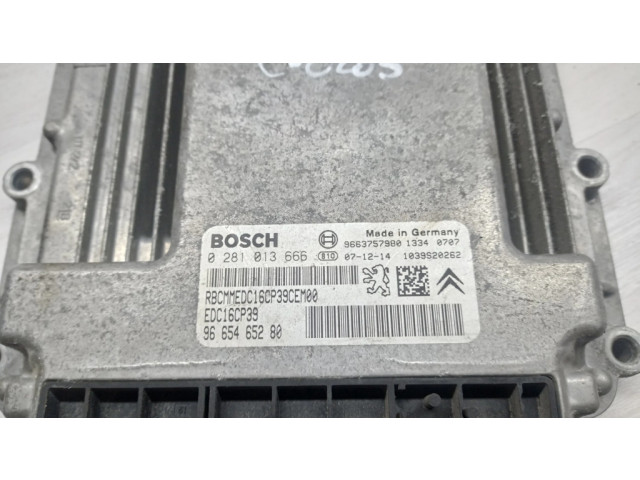 BOSCH
Made in Germany
9663757980 1334 0707
0 281 013 666
B10
07-12-14 1039S20262
RBCMMEDC16CP39CEM00
EDC16CP39
96 654 652 80